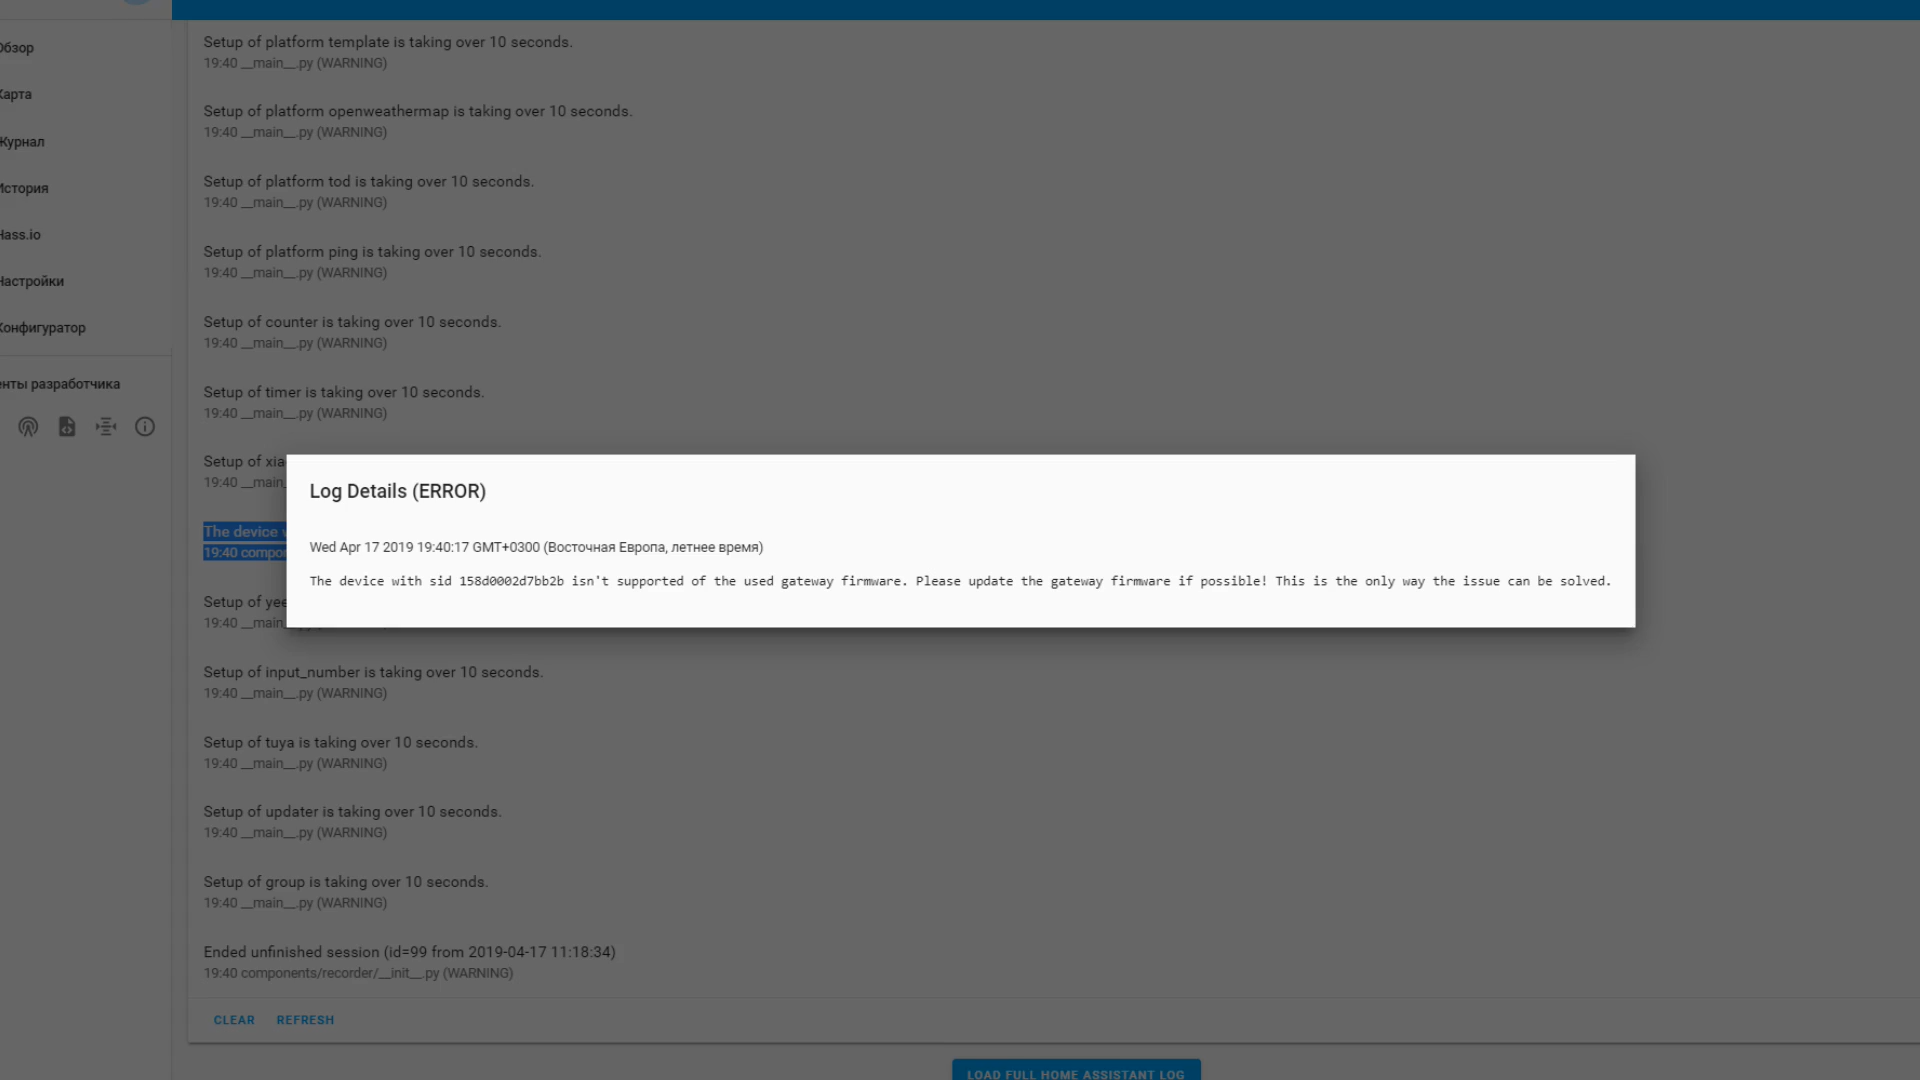 Обзор
Карта
Журнал
История
Hass.io
Настройки
Конфигуратор
енты разработчика
Setup of platform template is taking over 10 seconds.
19:40 __main__.py (WARNING)
Setup of platform openweathermap is taking over 10 seconds.
19:40 __main__.py (WARNING)
Setup of platform tod is taking over 10 seconds.
19:40 __main__.py (WARNING)
Setup of platform ping is taking over 10 seconds.
19:40 __main__.py (WARNING)
Setup of counter is taking over 10 seconds.
19:40 __main__.py (WARNING)
Setup of timer is taking over 10 seconds.
19:40 __main__.py (WARNING)
Setup of xia
19:40 __main_
The device
19:40 compo
Log Details (ERROR)
Wed Apr 17 2019 19:40:17 GMT+0300 (Восточная Европа, летнее время)
The device with sid 158d0002d7bb2b isn't supported of the used gateway firmware. Please update the gateway firmware if possible! This is the only way the issue can be solved.
Setup of yee
19:40 __main_
Setup of input_number is taking over 10 seconds.
19:40 __main__.py (WARNING)
Setup of tuya is taking over 10 seconds.
19:40 __main__.py (WARNING)
Setup of updater is taking over 10 seconds.
19:40 __main__.py (WARNING)
Setup of group is taking over 10 seconds.
19:40 __main__.py (WARNING)
Ended unfinished session (id=99 from 2019-04-17 11:18:34)
19:40 components/recorder/__init__.py (WARNING)
CLEAR REFRESH
LOAD FULL HOME ASSISTANT LOG